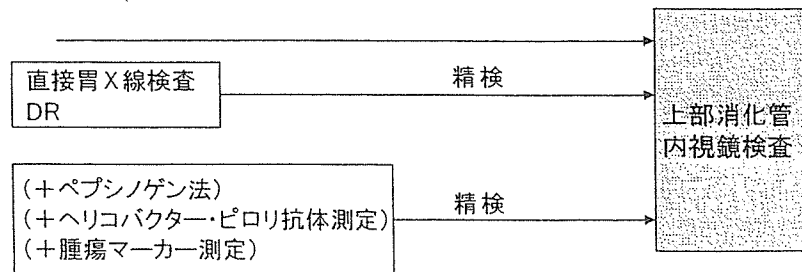 直接胃X線検査
DR
精検
(+ペプシノゲン法)
(+ヘリコバクター・ピロリ抗体測定)
(+腫瘍マーカー測定)
精検
上部消化管
内視鏡検査